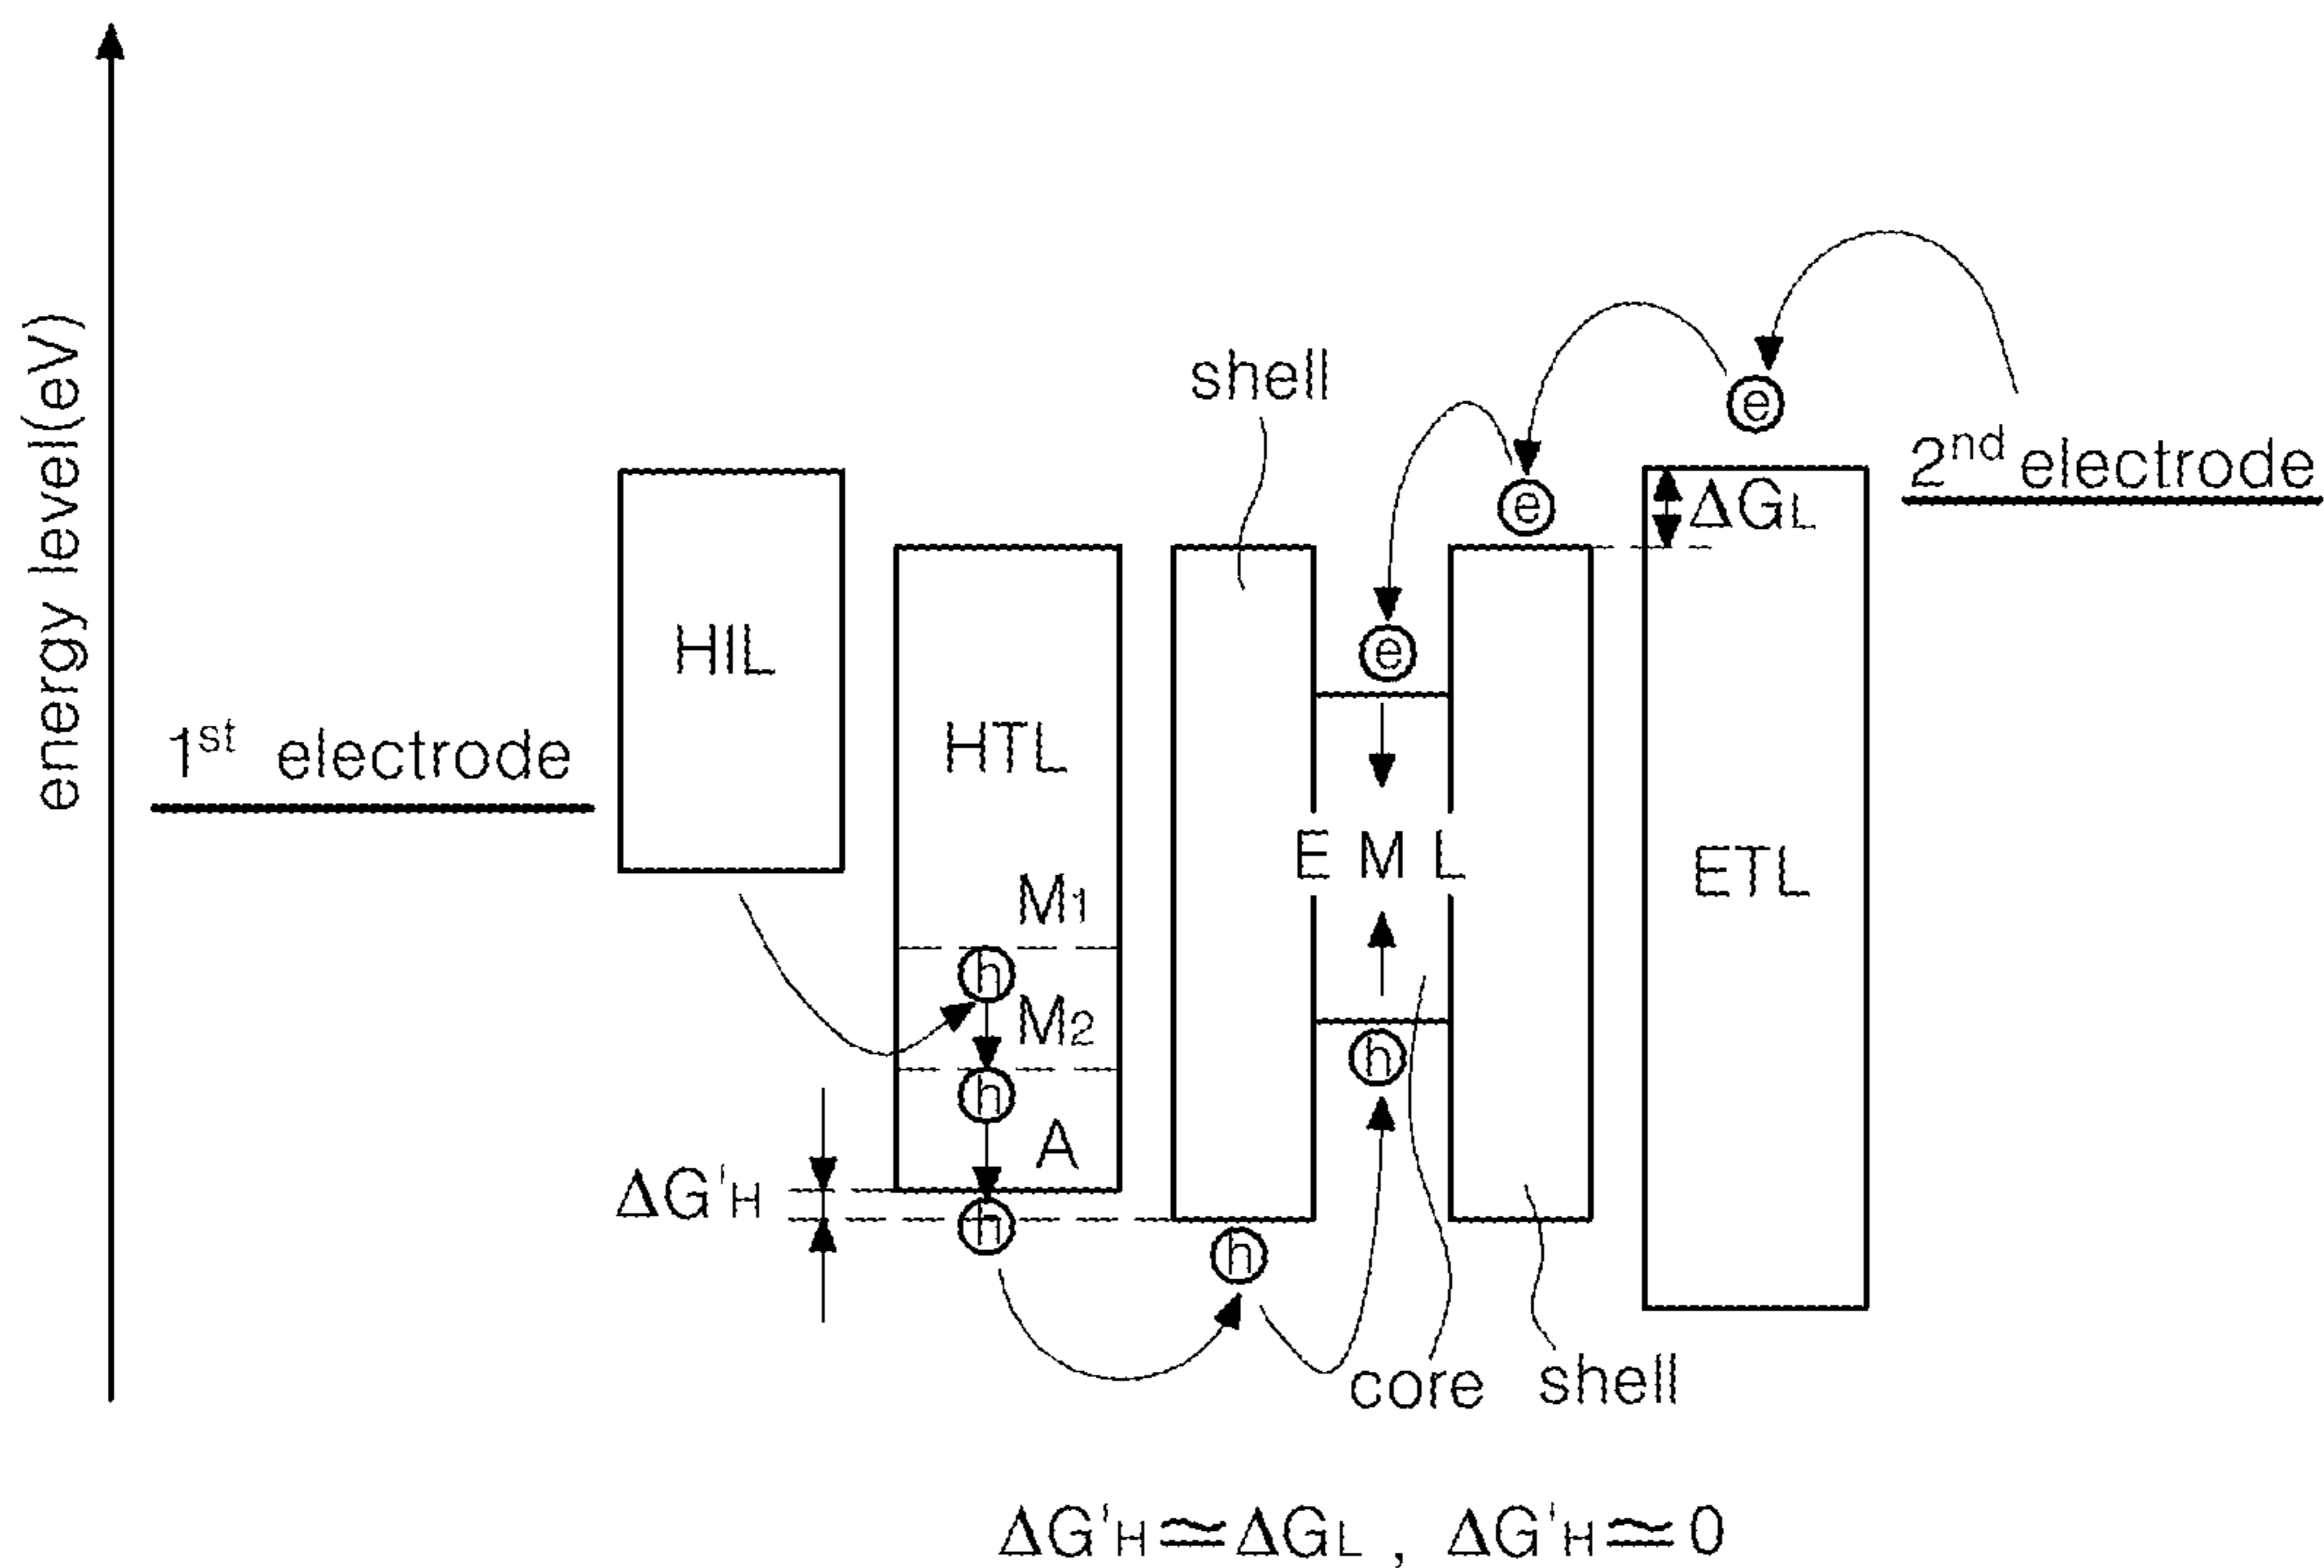 energy level(eV)
1st electrode
HIL
HTL
M1
M2
A
h
h
h
ΔG'H
shell
h
e
E M L
h
core
e
shell
e
ΔGL
ETL
2nd electrode
ΔG'H≃ΔGL , ΔG'H≃0